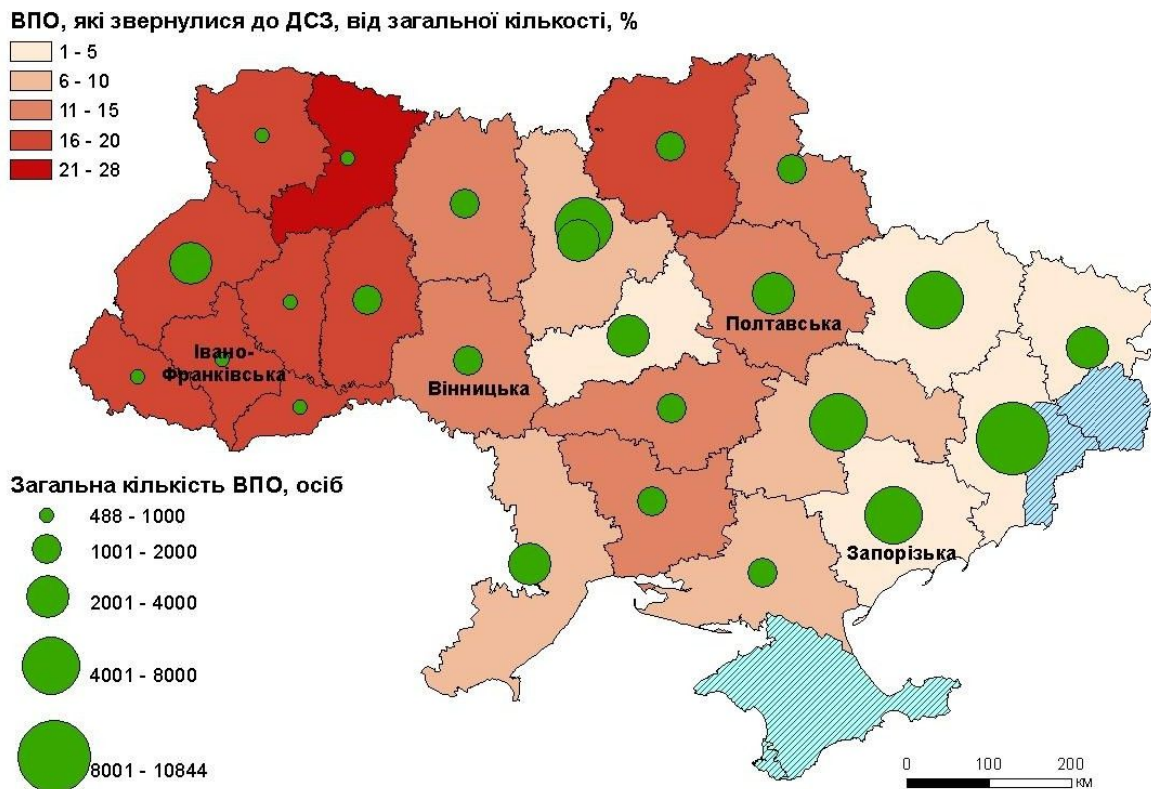 ВПО, які звернулися до ДСЗ, від загальної кількості, %
1 - 5
6 - 10
11 - 15
16 - 20
21 - 28
Полтавська
Івано-
Франківська
Вінницька
Запорізька
Загальна кількість ВПО, осіб
488 - 1000
1001 - 2000
2001 - 4000
4001 - 8000
8001 - 10844
0 100 200
КМ